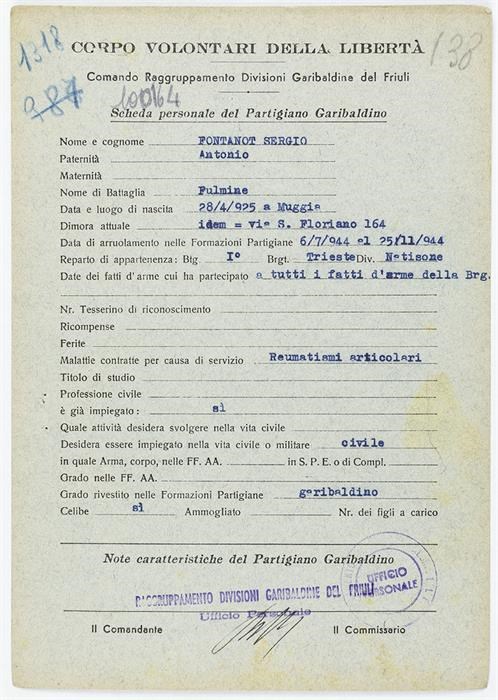 1318
138
CORPO VOLONTARI DELLA LIBERTÀ
987
Comando Raggruppamento Divisioni Garibaldine del Friuli
100164
Scheda personale del Partigiano Garibaldino
Nome e cognome FONTANOT SERGIO
Paternità Antonio
Maternità
Nome di Battaglia Fulmine
Data e luogo di nascita 28/4/925 a Muggia
Dimora attuale idem = via S. Floriano 164
Data di arruolamento nelle Formazioni Partigiane 6/7/944 al 25/11/944
Reparto di appartenenza: Btg I° Brgt. Trieste Div. Natisone
Date dei fatti d'arme cui ha partecipato a tutti i fatti d'arme della Brg.
Nr. Tesserino di riconoscimento
Ricompense
Ferite
Malattie contratte per causa di servizio Reumatismi articolari
Titolo di studio
Professione civile
è già impiegato: sì
Quale attività desidera svolgere nella vita civile
Desidera essere impiegato nella vita civile o militare civile
in quale Arma, corpo, nelle FF. AA. in S. P. E. o di Compl.
Grado nelle FF. AA.
Grado rivestito nelle Formazioni Partigiane garibaldino
Celibe sì Ammogliato Nr. dei figli a carico
Note caratteristiche del Partigiano Garibaldino
UFFICIO
PERSONALE
RAGGRUPPAMENTO DIVISIONI GARIBALDINE DEL FRIULI
Ufficio Personale
Il Comandante Il Commissario